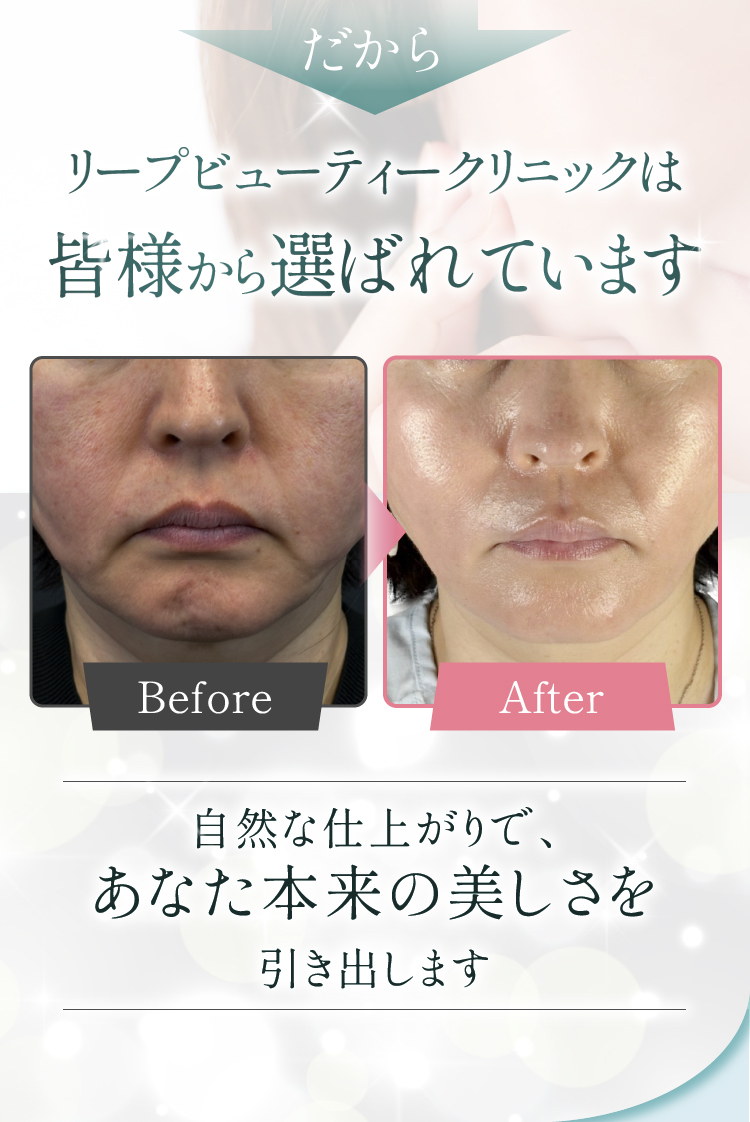 だから
リープビューティークリニックは
皆様から選ばれています
Before
After
自然な仕上がりで、
あなた本来の美しさを
引き出します